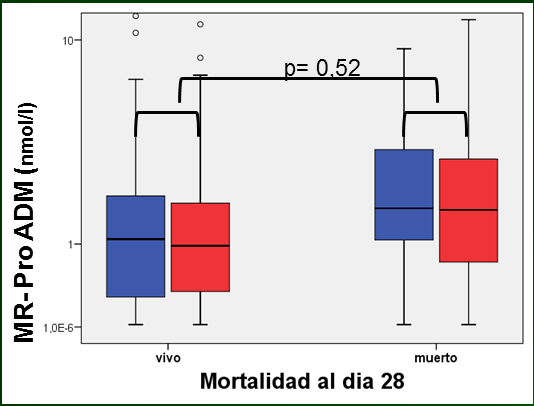 10
p= 0,52
MR- Pro ADM (nmol/l)
1
1,0E-6
vivo
muerto
Mortalidad al dia 28